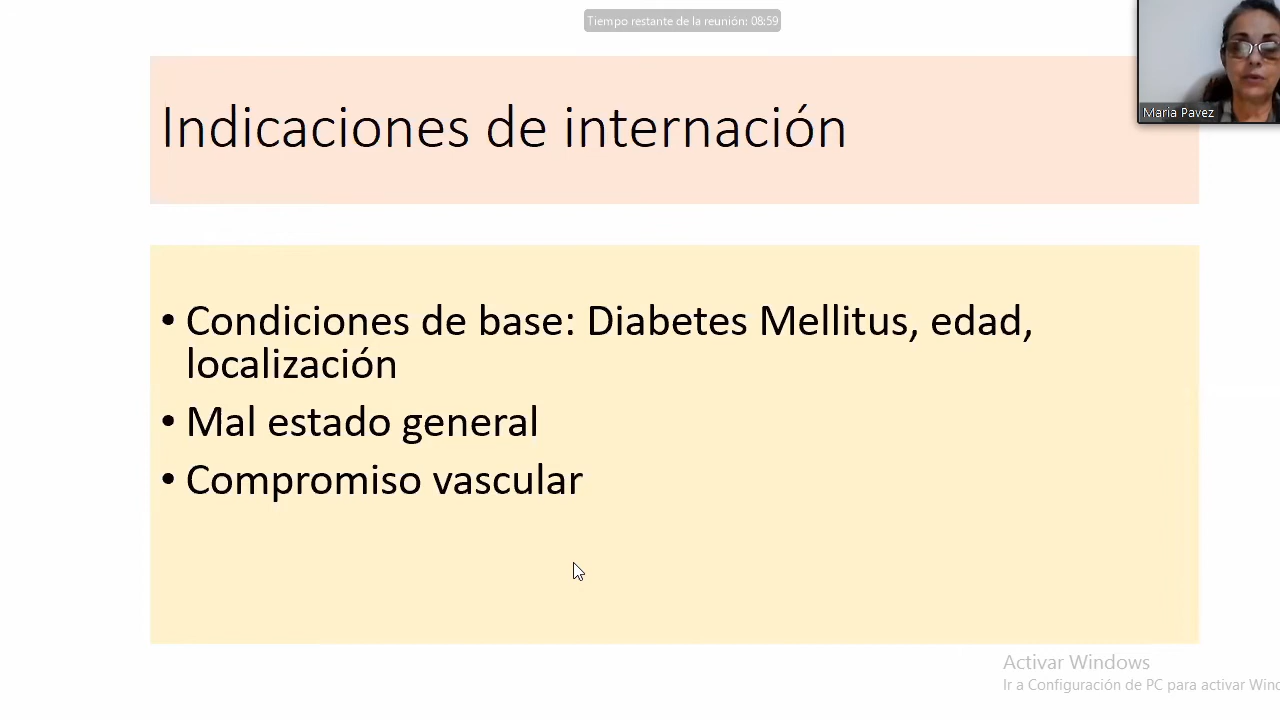 Tiempo restante de la reunión: 08:59
Maria Pavez
Indicaciones de internación
• Condiciones de base: Diabetes Mellitus, edad,
localización
• Mal estado general
• Compromiso vascular
Activar Windows
Ir a Configuración de PC para activar Wind